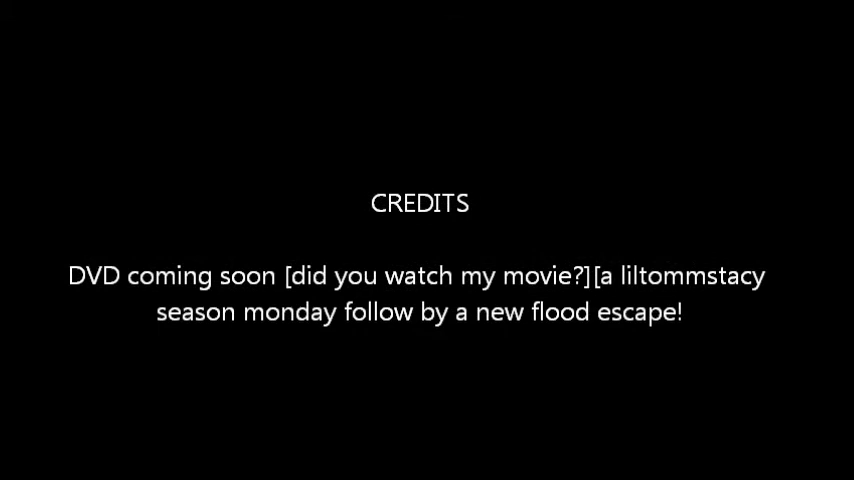 CREDITS
DVD coming soon [did you watch my movie?][a liltommstacy
season monday follow by a new flood escape!